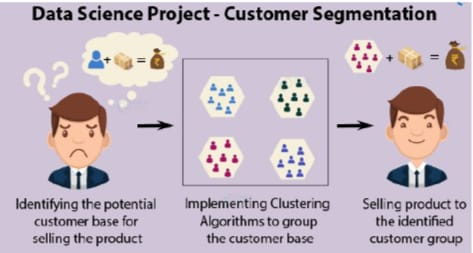 Data Science Project - Customer Segmentation
Identifying the potential
customer base for
selling the product
Implementing Clustering
Algorithms to group
the customer base
Selling product to
the identified
customer group